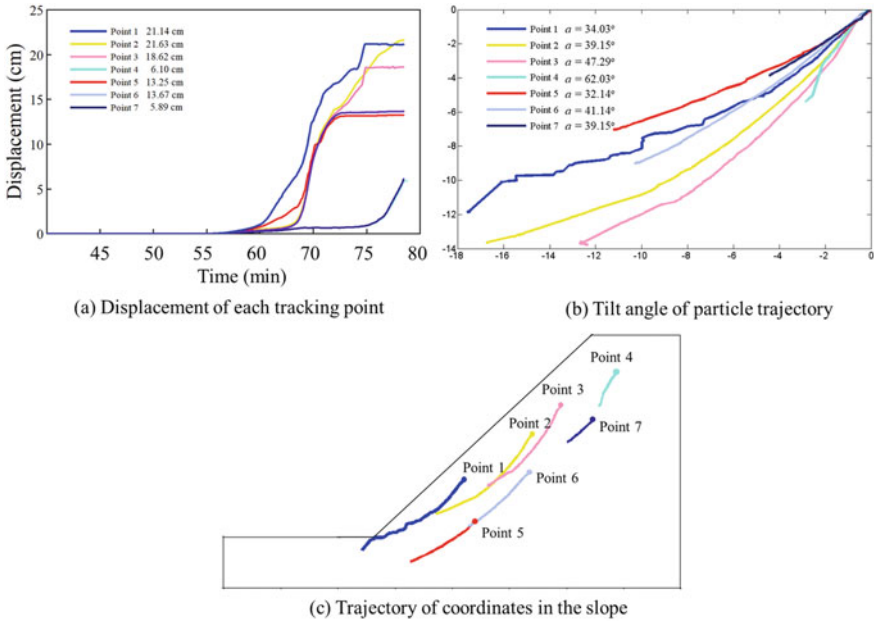 25
20
15
10
5
0
Displacement (cm)
Point 1 21.14 cm
Point 2 21.63 cm
Point 3 18.62 cm
Point 4 6.10 cm
Point 5 13.25 cm
Point 6 13.67 cm
Point 7 5.89 cm
45 50 55 60 70 75 80
Time (min)
(a) Displacement of each tracking point
0
-2
-4
-6
-8
-10
-12
-14
Point 1 a = 34.03°
Point 2 a = 39.15°
Point 3 a = 47.29°
Point 4 a = 62.03°
Point 5 a = 32.14°
Point 6 a = 41.14°
Point 7 a = 39.15°
-18 -16 -14 -12 -10 -8 -6 -4 -2 0
(b) Tilt angle of particle trajectory
Point 4
Point 3
Point 2
Point 7
Point 1
Point 6
Point 5
(c) Trajectory of coordinates in the slope